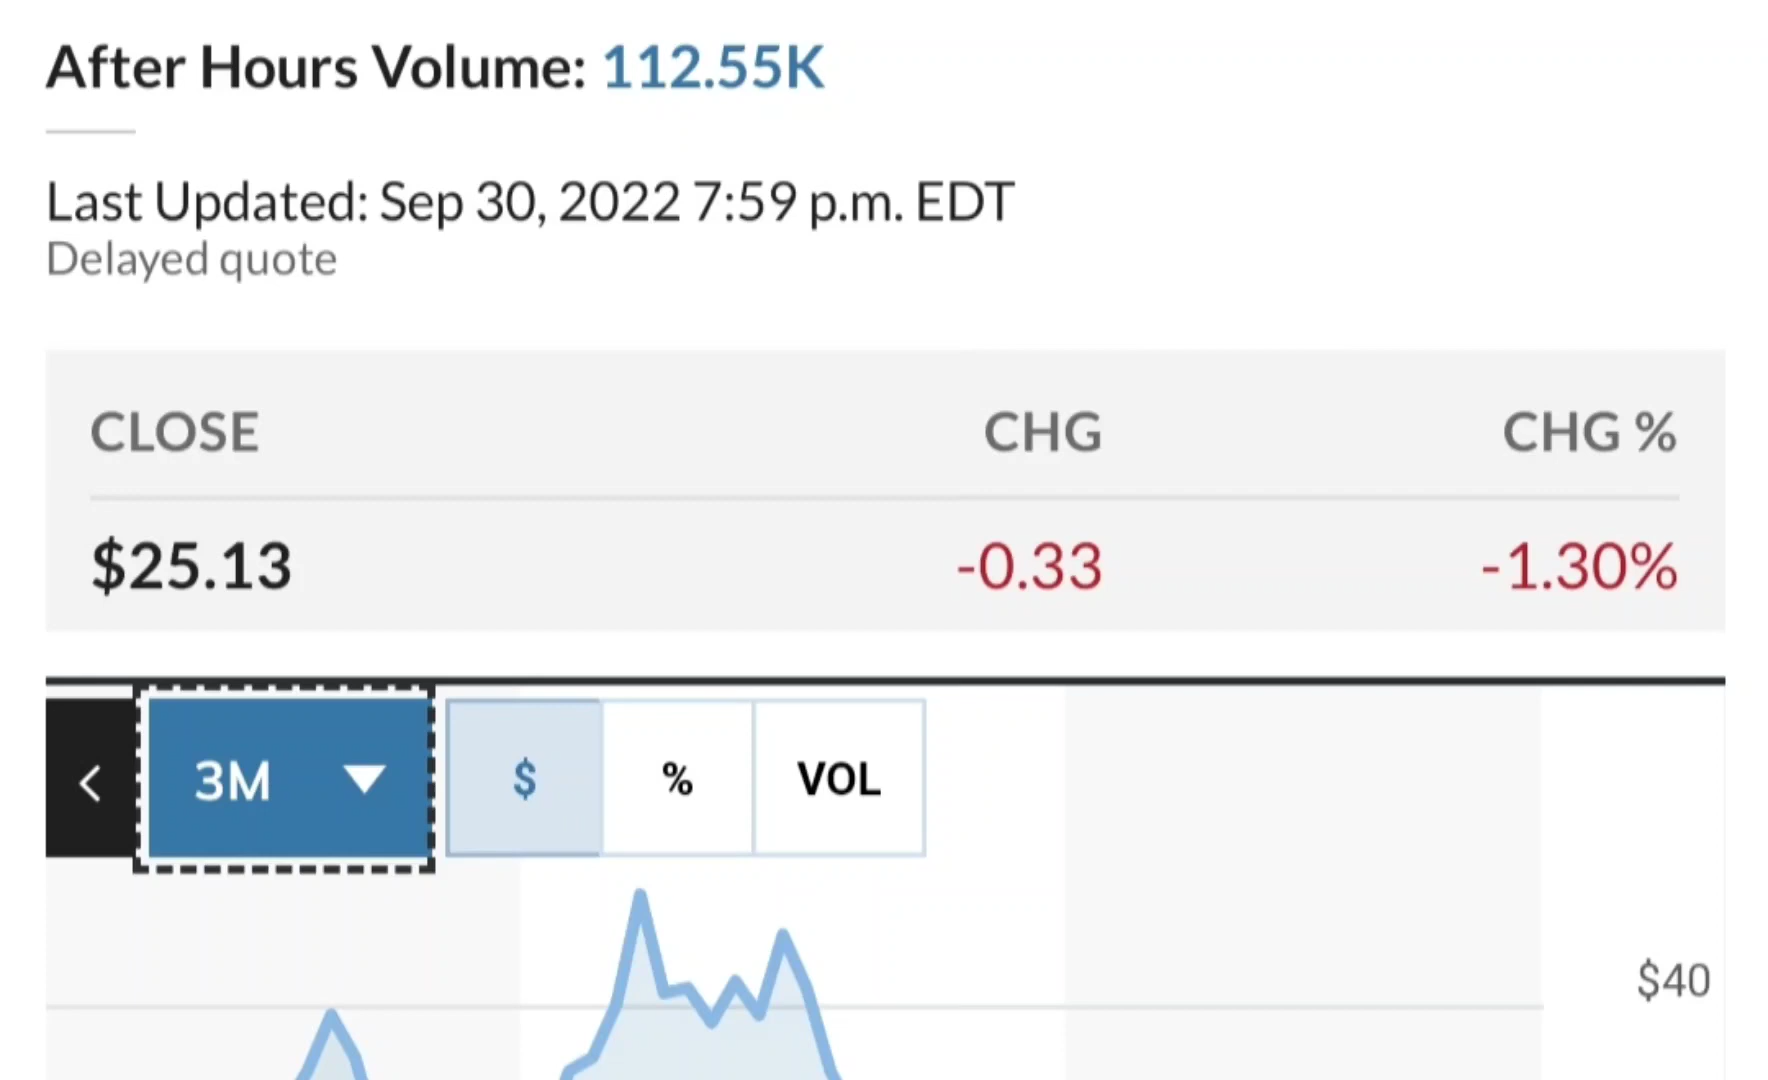 After Hours Volume: 112.55K
Last Updated: Sep 30, 2022 7:59 p.m. EDT
Delayed quote
CLOSE CHG CHG %
$25.13 -0.33 -1.30%
3M $ % VOL
$40